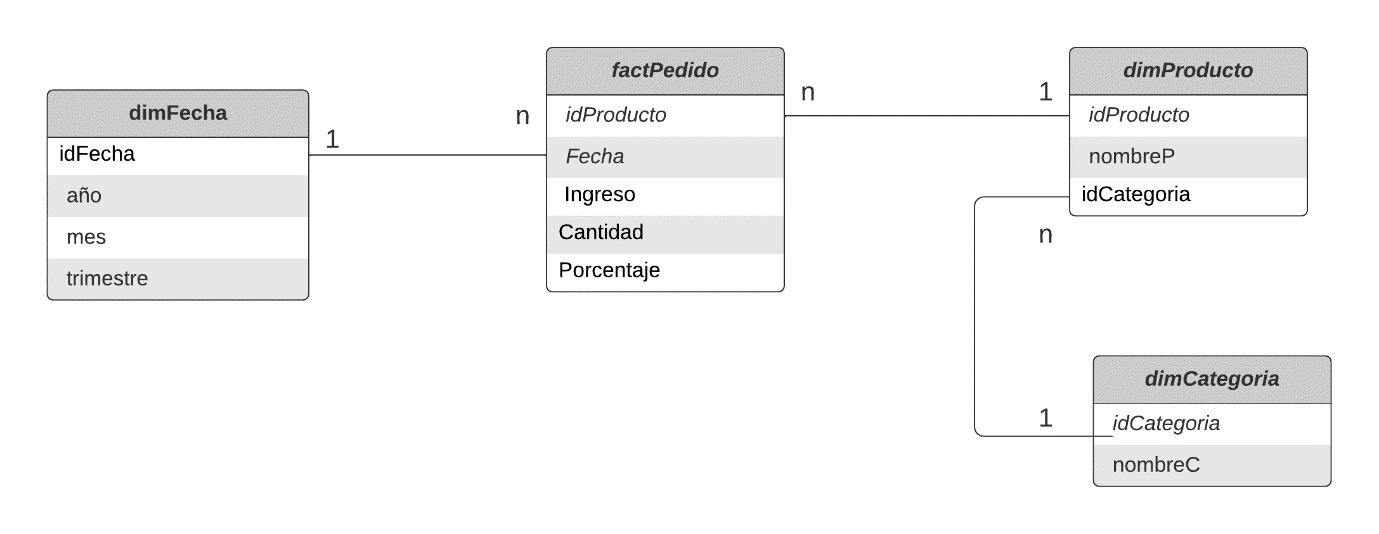 dimFecha
idFecha
año
mes
trimestre
1
n
factPedido
idProducto
Fecha
Ingreso
Cantidad
Porcentaje
n
1
dimProducto
idProducto
nombreP
idCategoria
n
1
dimCategoria
idCategoria
nombreC